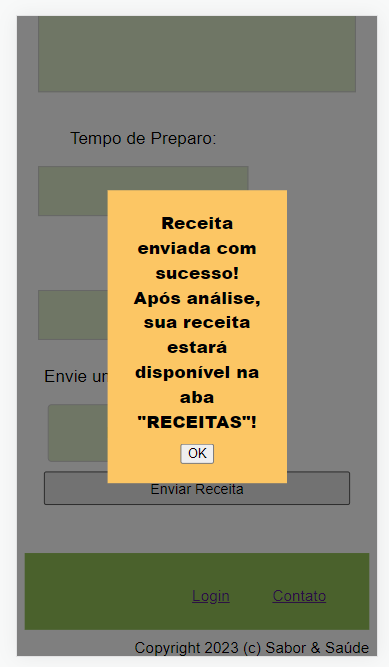 Tempo de Preparo:
Receita
enviada com
sucesso!
Após análise,
sua receita
estará
disponível na
aba
"RECEITAS"!
OK
Envie
Enviar Receita
Login
Contato
Copyright 2023 (c) Sabor & Saúde